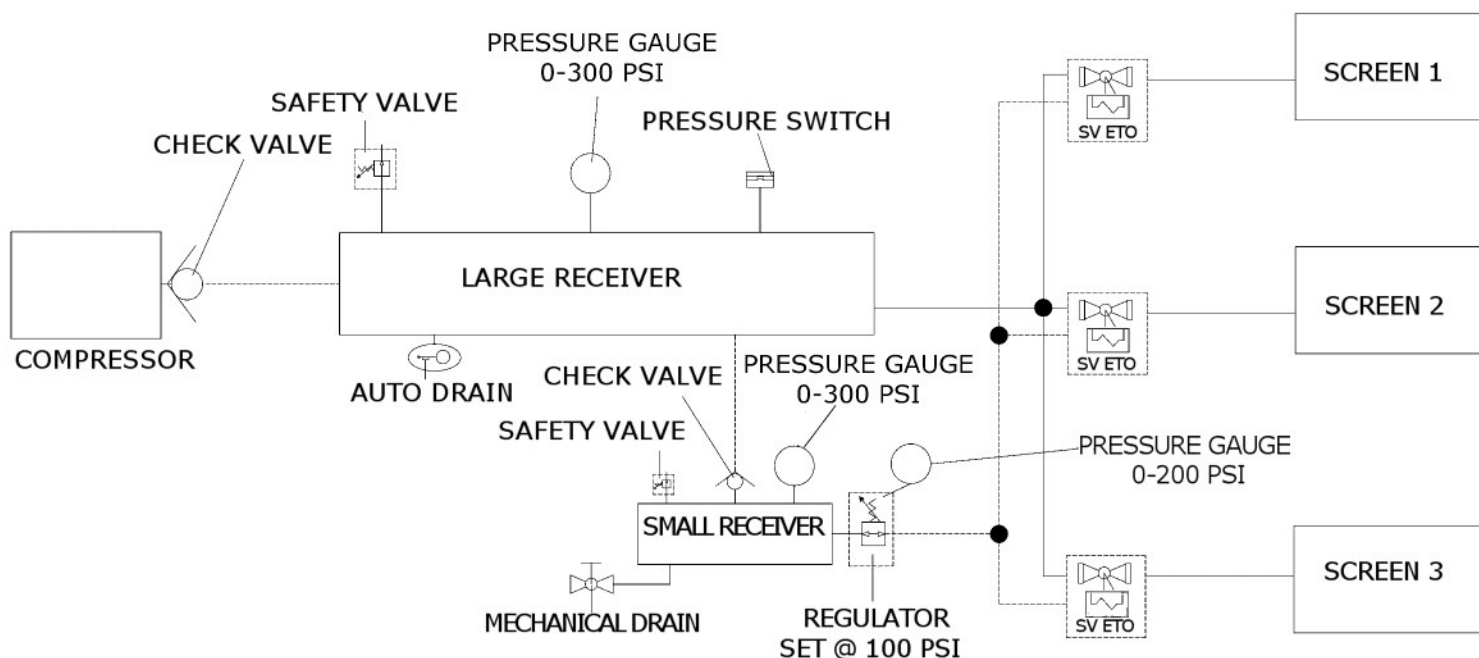 PRESSURE GAUGE
0-300 PSI
SCREEN 1
SAFETY VALVE
PRESSURE SWITCH
CHECK VALVE
SV ETO
LARGE RECEIVER
SCREEN 2
COMPRESSOR
SV ETO
AUTO DRAIN
CHECK VALVE
PRESSURE GAUGE
0-300 PSI
SAFETY VALVE
PRESSURE GAUGE
0-200 PSI
SMALL RECEIVER
SCREEN 3
MECHANICAL DRAIN
REGULATOR
SET @ 100 PSI
SV ETO